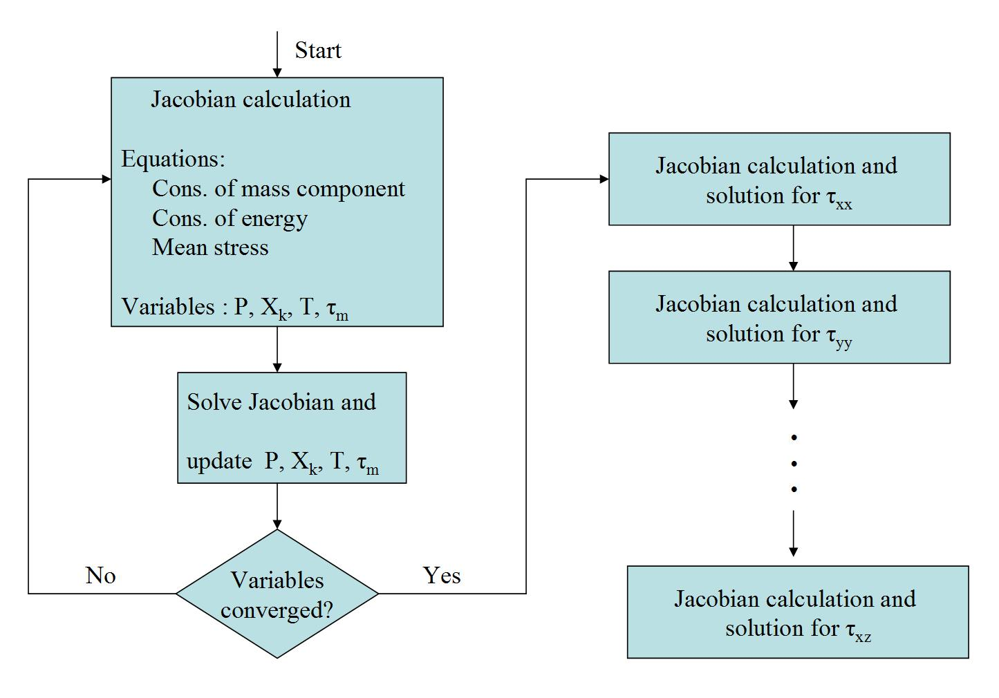 Start
Jacobian calculation
Equations:
Cons. of mass component
Cons. of energy
Mean stress
Variables : P, Xₖ, T, τₘ
Solve Jacobian and
update P, Xₖ, T, τₘ
Variables
converged?
No
Yes
Jacobian calculation and
solution for τxx
Jacobian calculation and
solution for τyy
Jacobian calculation and
solution for τxz